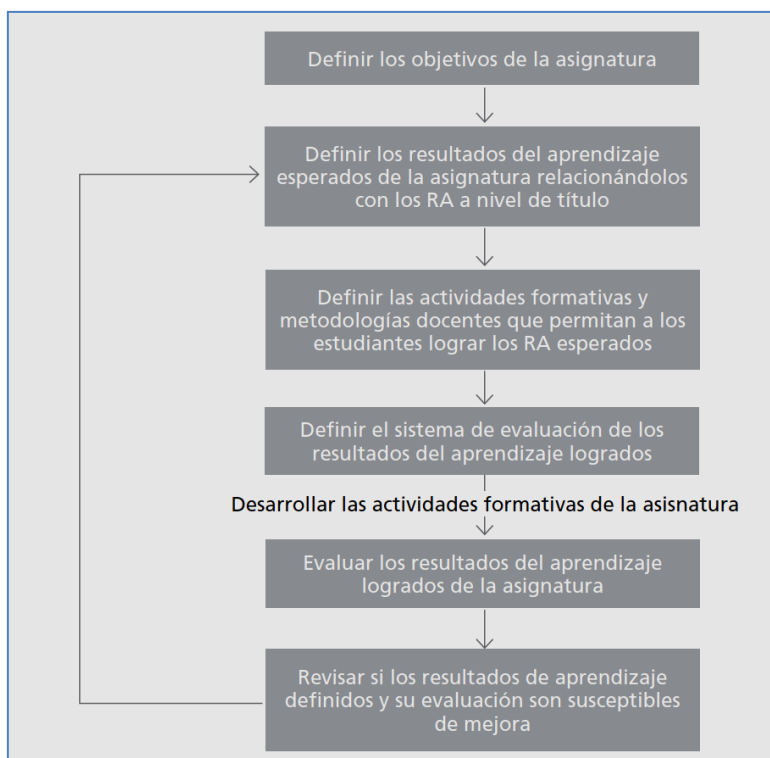 Definir los objetivos de la asignatura
Definir los resultados del aprendizaje
esperados de la asignatura relacionándolos
con los RA a nivel de título
Definir las actividades formativas y
metodologías docentes que permitan a los
estudiantes lograr los RA esperados
Definir el sistema de evaluación de los
resultados del aprendizaje logrados
Desarrollar las actividades formativas de la asisnatura
Evaluar los resultados del aprendizaje
logrados de la asignatura
Revisar si los resultados de aprendizaje
definidos y su evaluación son susceptibles
de mejora